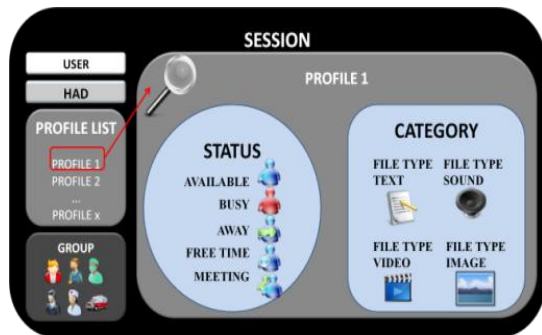 SESSION
USER
HAD
PROFILE LIST
PROFILE 1
PROFILE 2
...
PROFILE x
GROUP
PROFILE 1
STATUS
AVAILABLE
BUSY
AWAY
FREE TIME
MEETING
CATEGORY
FILE TYPE
TEXT
FILE TYPE
SOUND
FILE TYPE
VIDEO
FILE TYPE
IMAGE